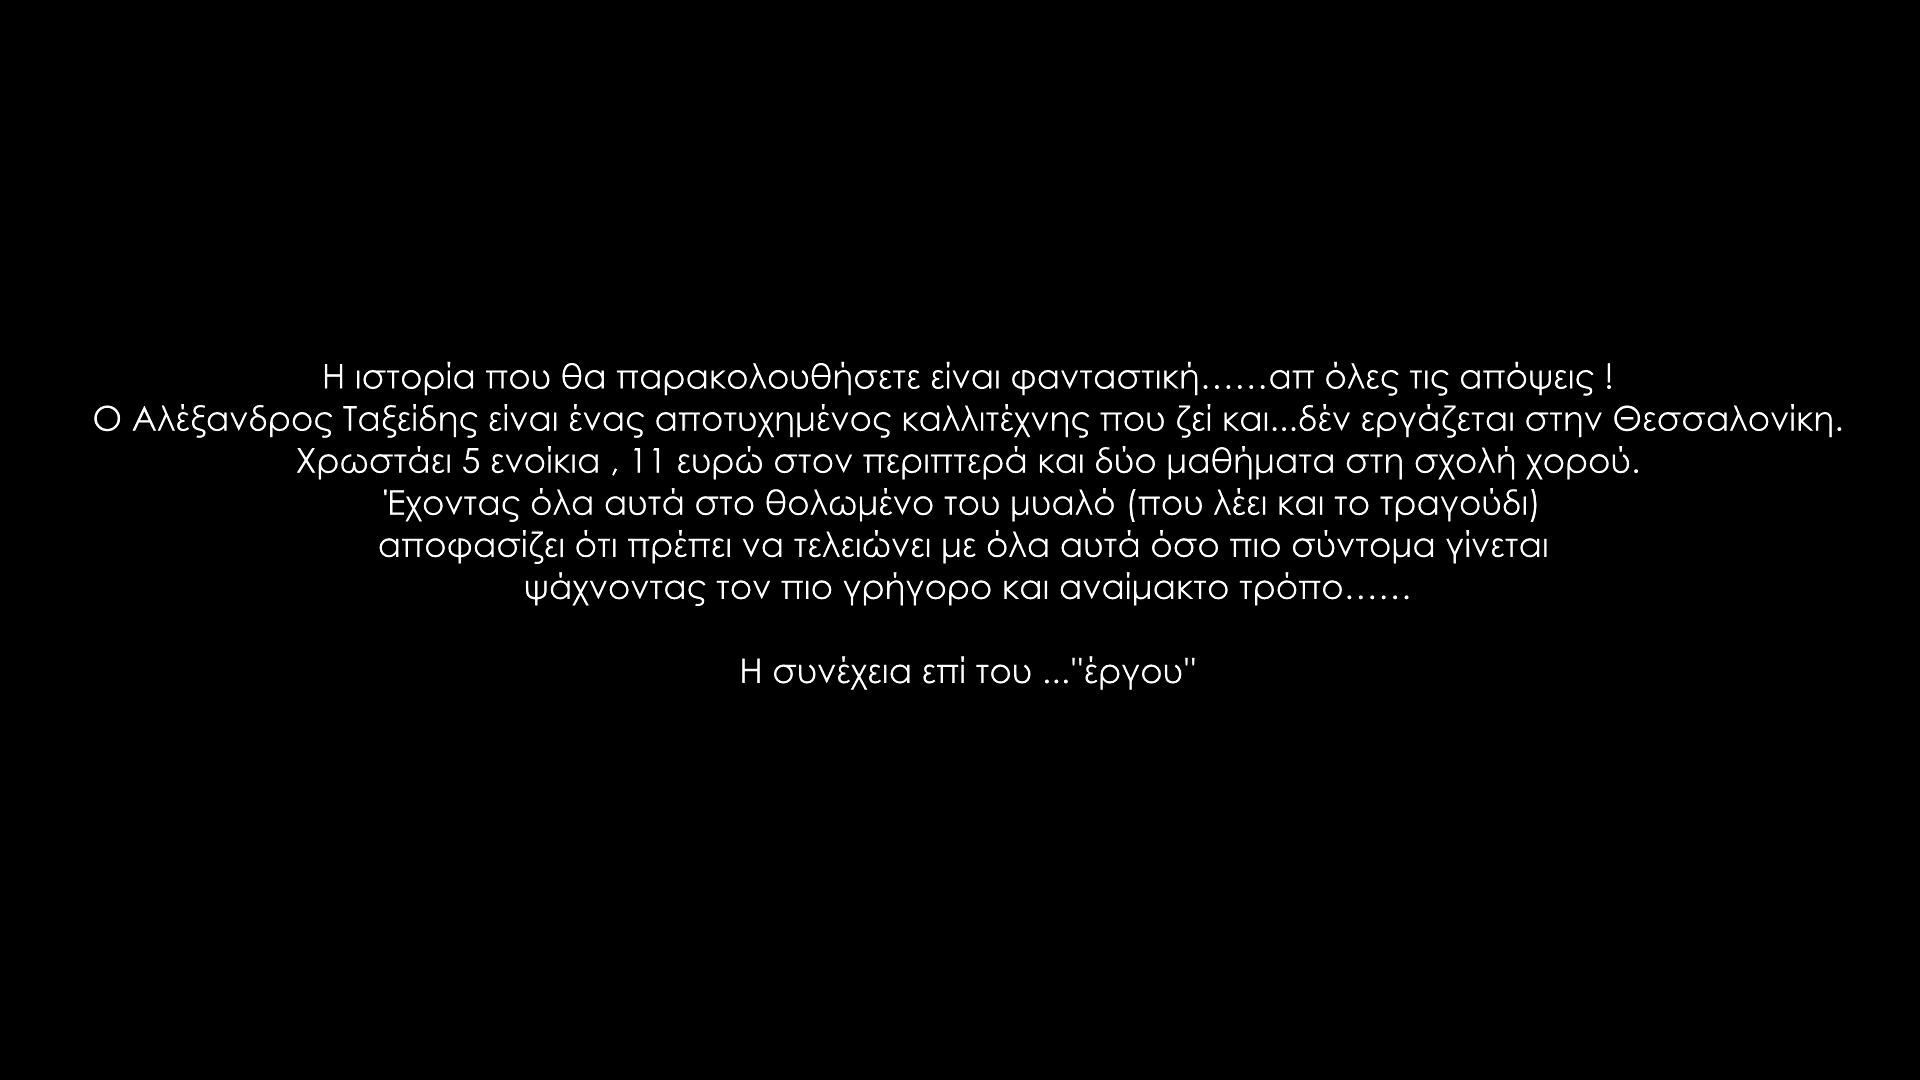 Η ιστορία που θα παρακολουθήσετε είναι φανταστική......απ όλες τις απόψεις !
Ο Αλέξανδρος Ταξείδης είναι ένας αποτυχημένος καλλιτέχνης που ζεί και...δέν εργάζεται στην Θεσσαλονίκη.
Χρωστάει 5 ενοίκια , 11 ευρώ στον περιπτερά και δύο μαθήματα στη σχολή χορού.
Έχοντας όλα αυτά στο θολωμένο του μυαλό (που λέει και το τραγούδι)
αποφασίζει ότι πρέπει να τελειώνει με όλα αυτά όσο πιο σύντομα γίνεται
ψάχνοντας τον πιο γρήγορο και αναίμακτο τρόπο......
Η συνέχεια επί του ..."έργου"